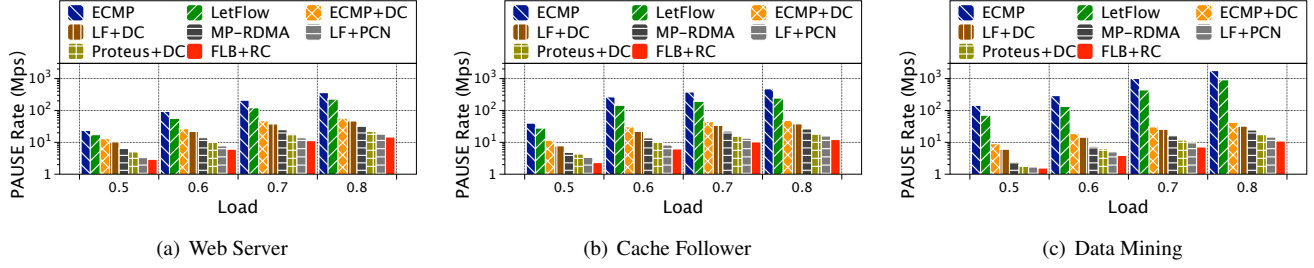 ECMP LetFlow ECMP+DC
LF+DC MP-RDMA LF+PCN
Proteus+DC FLB+RC
PAUSE Rate (Mps)
10³
10²
10¹
1
0.5 0.6 0.7 0.8
Load
(a) Web Server
ECMP LetFlow ECMP+DC
LF+DC MP-RDMA LF+PCN
Proteus+DC FLB+RC
PAUSE Rate (Mps)
10³
10²
10¹
1
0.5 0.6 0.7 0.8
Load
(b) Cache Follower
ECMP LetFlow ECMP+DC
LF+DC MP-RDMA LF+PCN
Proteus+DC FLB+RC
PAUSE Rate (Mps)
10³
10²
10¹
1
0.5 0.6 0.7 0.8
Load
(c) Data Mining